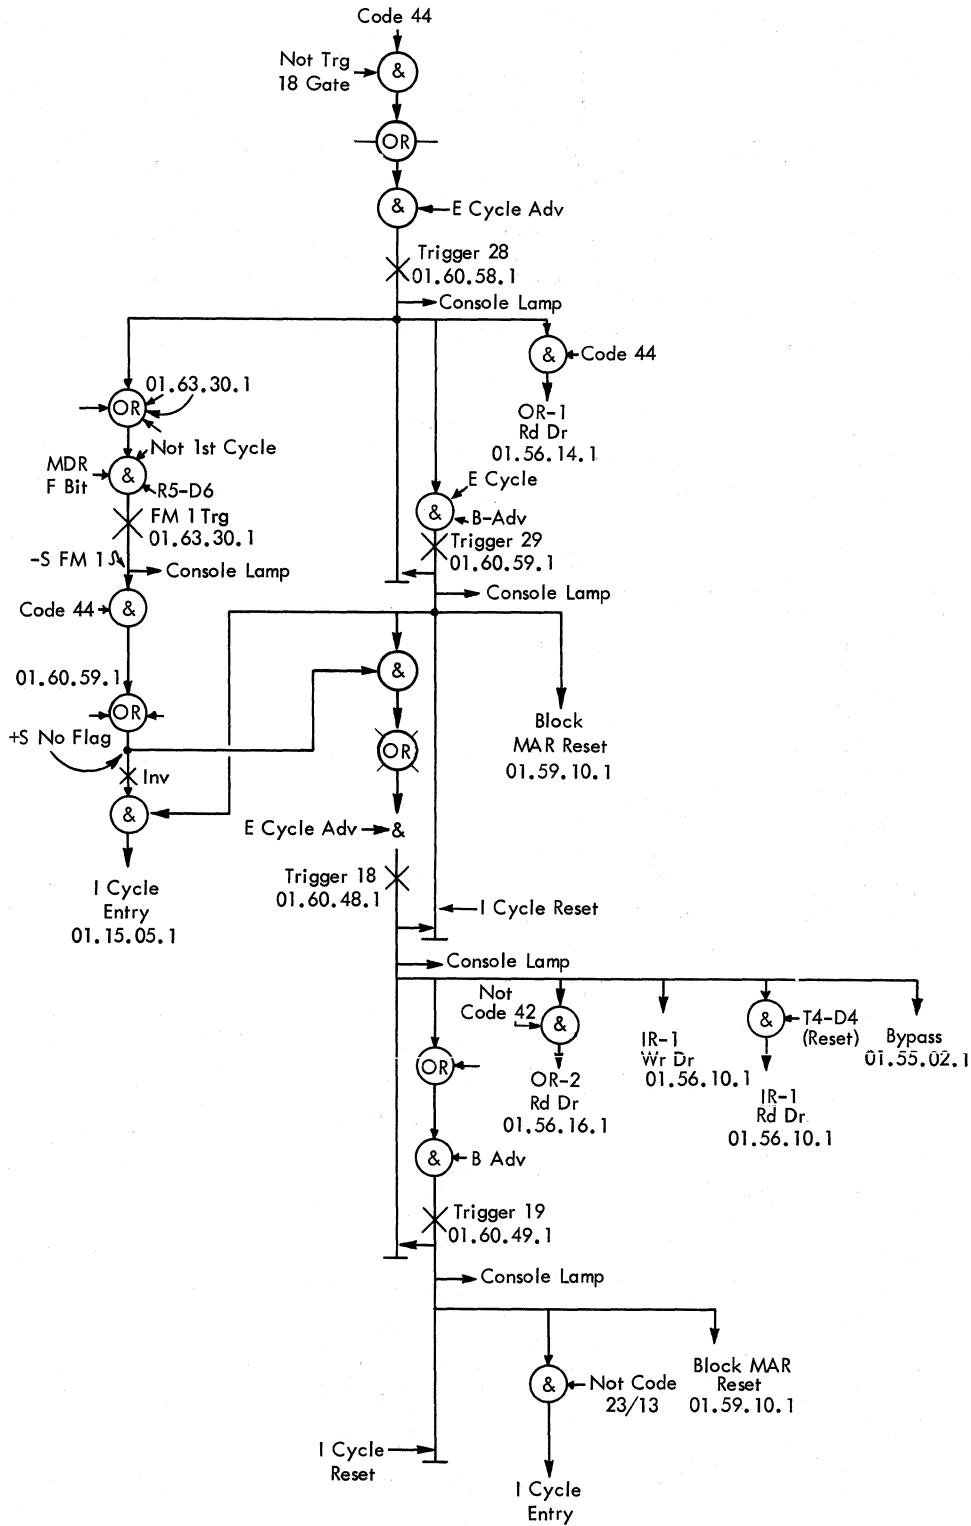 Code 44
Not Trg
18 Gate
&
OR
&
E Cycle Adv
Trigger 28
01.60.58.1
Console Lamp
&
Code 44
OR-1
Rd Dr
01.56.14.1
01.63.30.1
OR
Not 1st Cycle
MDR
F Bit
&
R5-D6
FM 1 Trg
01.63.30.1
-S FM 1
Console Lamp
Code 44
&
E Cycle
&
B-Adv
Trigger 29
01.60.59.1
Console Lamp
01.60.59.1
OR
+S No Flag
Inv
&
I Cycle
Entry
01.15.05.1
&
OR
E Cycle Adv
&
Block
MAR Reset
01.59.10.1
Trigger 18
01.60.48.1
I Cycle Reset
Console Lamp
Not
Code 42
&
OR-2
Rd Dr
01.56.16.1
IR-1
Wr Dr
01.56.10.1
&
T4-D4
(Reset)
IR-1
Rd Dr
01.56.10.1
Bypass
01.55.02.1
OR
&
B Adv
Trigger 19
01.60.49.1
Console Lamp
&
Not Code
23/13
Block MAR
Reset
01.59.10.1
I Cycle
Reset
I Cycle
Entry